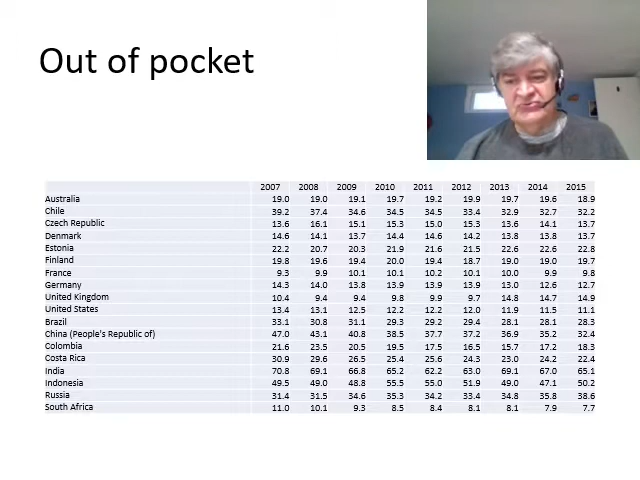 Out of pocket
2007 2008 2009 2010 2011 2012 2013 2014 2015
Australia 19.0 19.0 19.1 19.7 19.2 19.9 19.7 19.6 18.9
Chile 39.2 37.4 34.6 34.5 34.5 33.4 32.9 32.7 32.2
Czech Republic 13.6 16.1 15.1 15.3 15.0 15.3 13.6 14.1 13.7
Denmark 14.6 14.1 13.7 14.4 14.6 14.2 13.8 13.8 13.7
Estonia 22.2 20.7 20.3 21.9 21.6 21.5 22.6 22.6 22.8
Finland 19.8 19.6 19.4 20.0 19.4 18.7 19.0 19.0 19.7
France 9.3 9.9 10.1 10.1 10.2 10.1 10.0 9.9 9.8
Germany 14.3 14.0 13.8 13.9 13.9 13.9 13.0 12.6 12.7
United Kingdom 10.4 9.4 9.4 9.8 9.9 9.7 14.8 14.7 14.9
United States 13.4 13.1 12.5 12.2 12.2 12.0 11.9 11.5 11.1
Brazil 33.1 30.8 31.1 29.3 29.2 29.4 28.1 28.1 28.3
China (People's Republic of) 47.0 43.1 40.8 38.5 37.7 37.2 36.9 35.2 32.4
Colombia 21.6 23.5 20.5 19.5 17.5 16.5 15.7 17.2 18.3
Costa Rica 30.9 29.6 26.5 25.4 25.6 24.3 23.0 24.2 22.4
India 70.8 69.1 66.8 65.2 62.2 63.0 69.1 67.0 65.1
Indonesia 49.5 49.0 48.8 55.5 55.0 51.9 49.0 47.1 50.2
Russia 31.4 31.5 34.6 35.3 34.2 33.4 34.8 35.8 38.6
South Africa 11.0 10.1 9.3 8.5 8.4 8.1 8.1 7.9 7.7